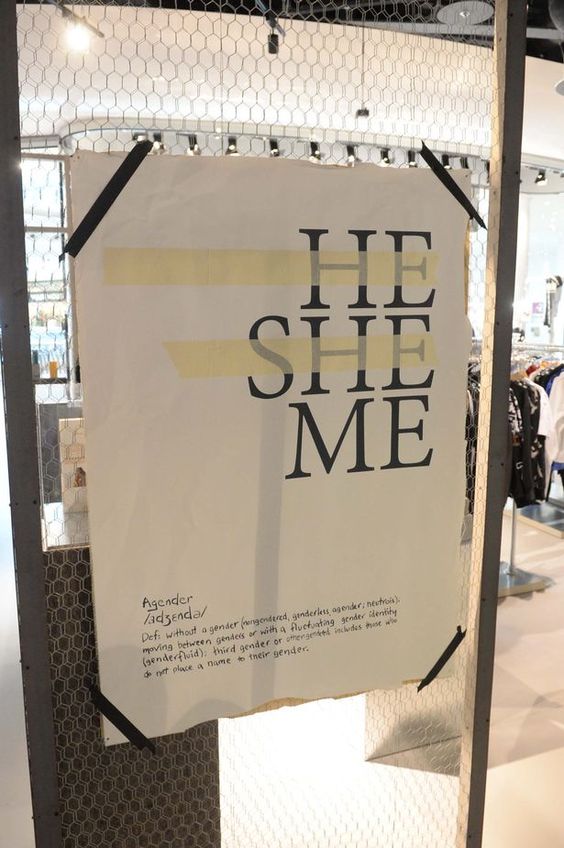 HE
SHE
ME
Agender
/adʒendə/
Def: without a gender (nongendered, genderless, agender; neutrois);
moving between genders or with a fluctuating gender identity
(genderfluid); third gender or othergendered; includes those who
do not place a name to their gender.